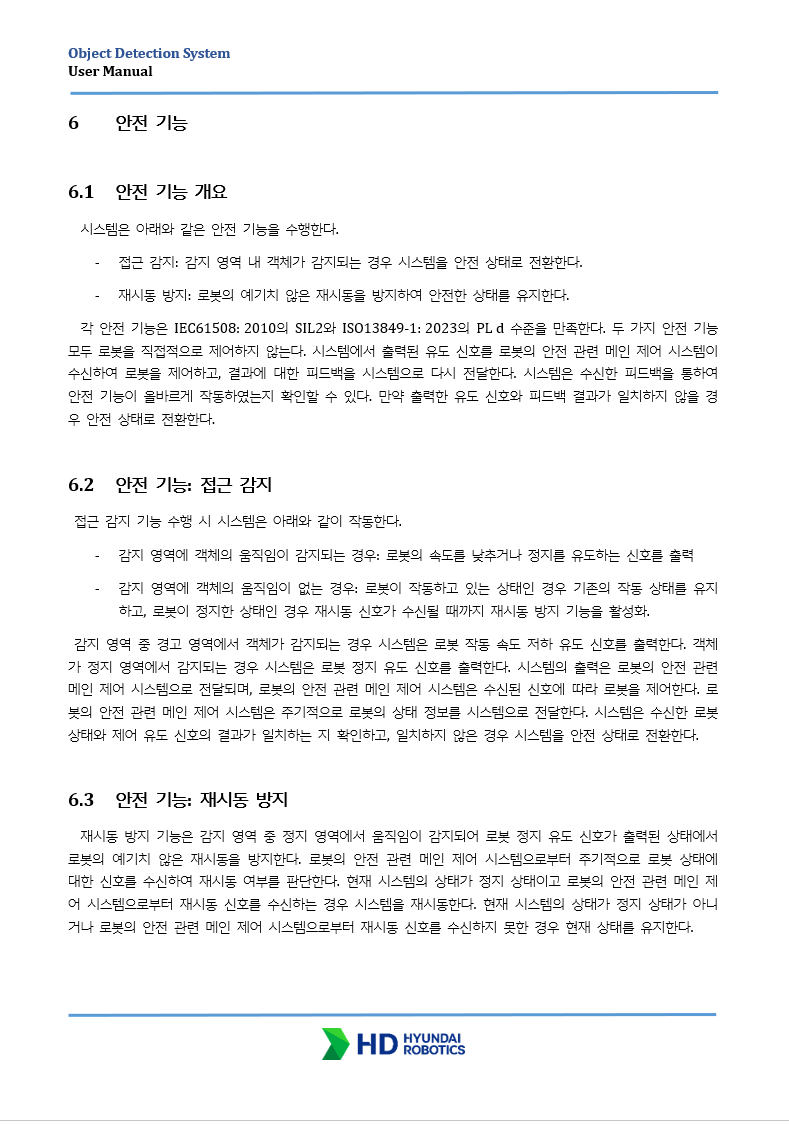 Object Detection System
User Manual
6 안전 기능
6.1 안전 기능 개요
시스템은 아래와 같은 안전 기능을 수행한다.
- 접근 감지: 감지 영역 내 객체가 감지되는 경우 시스템을 안전 상태로 전환한다.
- 재시동 방지: 로봇의 예기치 않은 재시동을 방지하여 안전한 상태를 유지한다.
각 안전 기능은 IEC61508: 2010의 SIL2와 ISO13849-1: 2023의 PL d 수준을 만족한다. 두 가지 안전 기능
모두 로봇을 직접적으로 제어하지 않는다. 시스템에서 출력된 유도 신호를 로봇의 안전 관련 메인 제어 시스템이
수신하여 로봇을 제어하고, 결과에 대한 피드백을 시스템으로 다시 전달한다. 시스템은 수신한 피드백을 통하여
안전 기능이 올바르게 작동하였는지 확인할 수 있다. 만약 출력한 유도 신호와 피드백 결과가 일치하지 않을 경
우 안전 상태로 전환한다.
6.2 안전 기능: 접근 감지
접근 감지 기능 수행 시 시스템은 아래와 같이 작동한다.
- 감지 영역에 객체의 움직임이 감지되는 경우: 로봇의 속도를 낮추거나 정지를 유도하는 신호를 출력
- 감지 영역에 객체의 움직임이 없는 경우: 로봇이 작동하고 있는 상태인 경우 기존의 작동 상태를 유지
하고, 로봇이 정지한 상태인 경우 재시동 신호가 수신될 때까지 재시동 방지 기능을 활성화.
감지 영역 중 경고 영역에서 객체가 감지되는 경우 시스템은 로봇 작동 속도 저하 유도 신호를 출력한다. 객체
가 정지 영역에서 감지되는 경우 시스템은 로봇 정지 유도 신호를 출력한다. 시스템의 출력은 로봇의 안전 관련
메인 제어 시스템으로 전달되며, 로봇의 안전 관련 메인 제어 시스템은 수신된 신호에 따라 로봇을 제어한다. 로
봇의 안전 관련 메인 제어 시스템은 주기적으로 로봇의 상태 정보를 시스템으로 전달한다. 시스템은 수신한 로봇
상태와 제어 유도 신호의 결과가 일치하는 지 확인하고, 일치하지 않은 경우 시스템을 안전 상태로 전환한다.
6.3 안전 기능: 재시동 방지
재시동 방지 기능은 감지 영역 중 정지 영역에서 움직임이 감지되어 로봇 정지 유도 신호가 출력된 상태에서
로봇의 예기치 않은 재시동을 방지한다. 로봇의 안전 관련 메인 제어 시스템으로부터 주기적으로 로봇 상태에
대한 신호를 수신하여 재시동 여부를 판단한다. 현재 시스템의 상태가 정지 상태이고 로봇의 안전 관련 메인 제
어 시스템으로부터 재시동 신호를 수신하는 경우 시스템을 재시동한다. 현재 시스템의 상태가 정지 상태가 아니
거나 로봇의 안전 관련 메인 제어 시스템으로부터 재시동 신호를 수신하지 못한 경우 현재 상태를 유지한다.
HD HYUNDAI
ROBOTICS